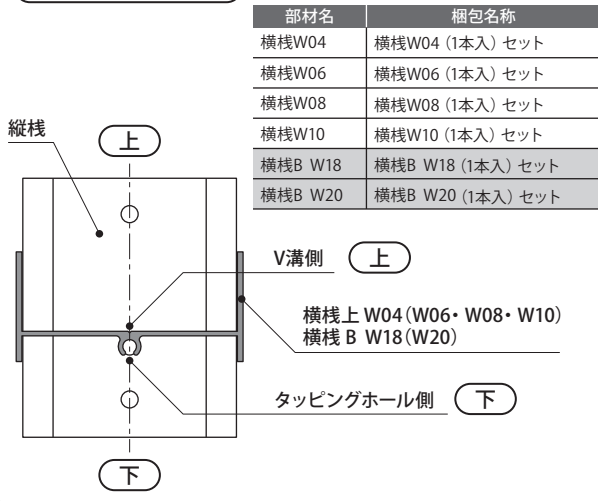 部材名 梱包名称
横桟W04 横桟W04 (1本入) セット
横桟W06 横桟W06 (1本入) セット
横桟W08 横桟W08 (1本入) セット
横桟W10 横桟W10 (1本入) セット
横桟B W18 横桟B W18 (1本入) セット
横桟B W20 横桟B W20 (1本入) セット
縦桟
上
V溝側 上
横桟上 W04(W06・W08・W10)
横桟 B W18(W20)
タッピングホール側 下
下